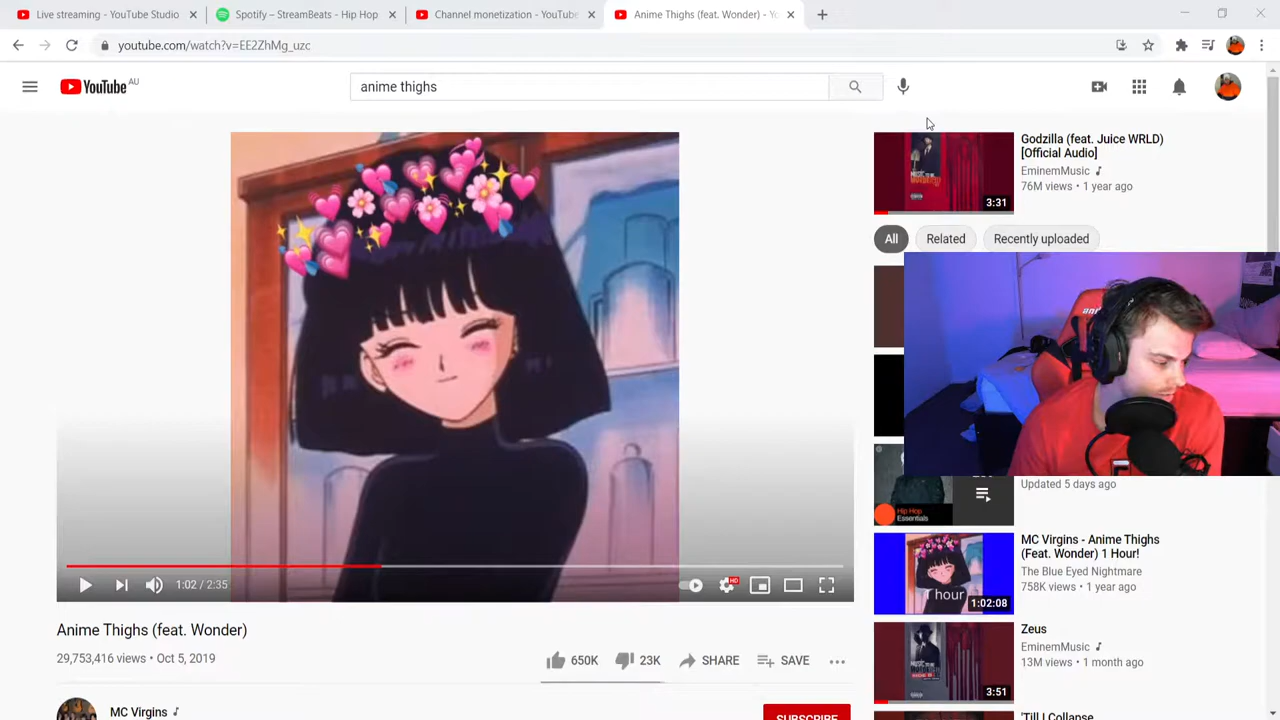 Live streaming - YouTube Studio
Spotify – StreamBeats - Hip Hop
Channel monetization - YouTube
Anime Thighs (feat. Wonder) - Yo
youtube.com/watch?v=EE2ZhMg_uzc
YouTube AU
anime thighs
Godzilla (feat. Juice WRLD)
[Official Audio]
EminemMusic
76M views • 1 year ago
3:31
All
Related
Recently uploaded
Updated 5 days ago
Hip Hop
Essentials
MC Virgins - Anime Thighs
(Feat. Wonder) 1 Hour!
The Blue Eyed Nightmare
758K views • 1 year ago
1 hour
1:02:08
1:02 / 2:35
HD
Anime Thighs (feat. Wonder)
29,753,416 views • Oct 5, 2019
650K
23K
SHARE
SAVE
Zeus
EminemMusic
13M views • 1 month ago
3:51
MC Virgins
SUBSCRIBE
'Till I Collapse